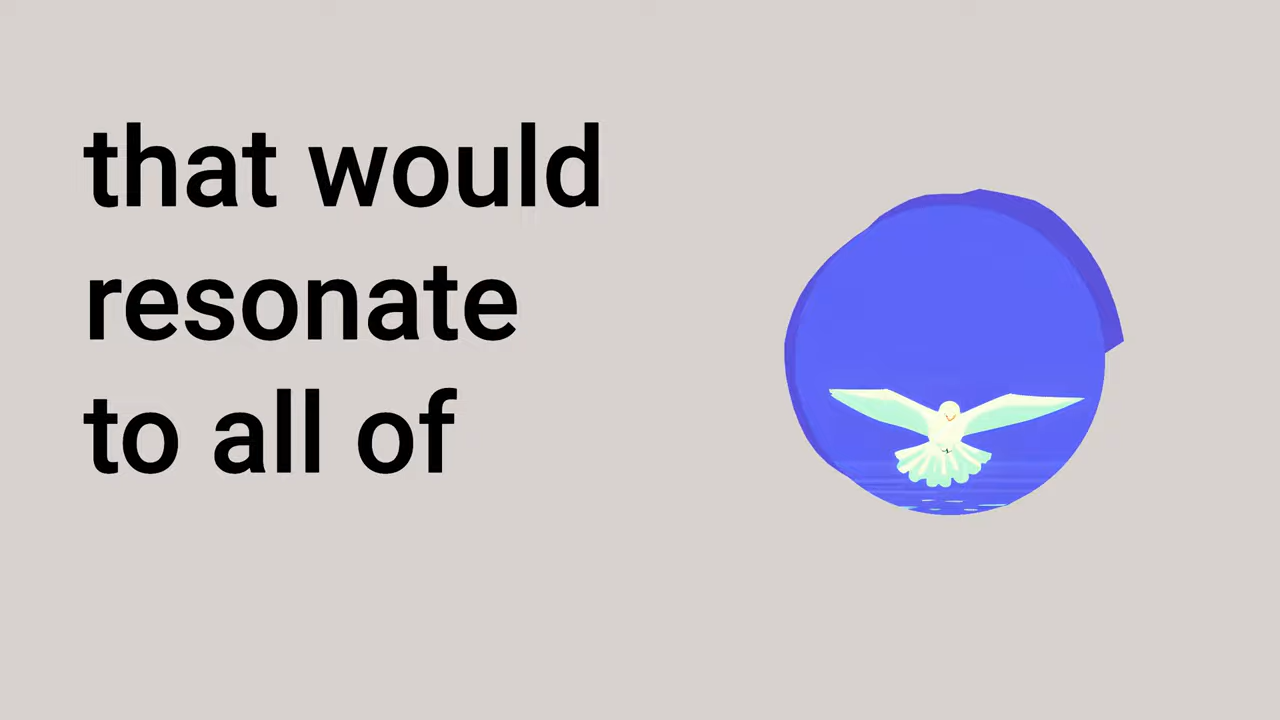 that would
resonate
to all of